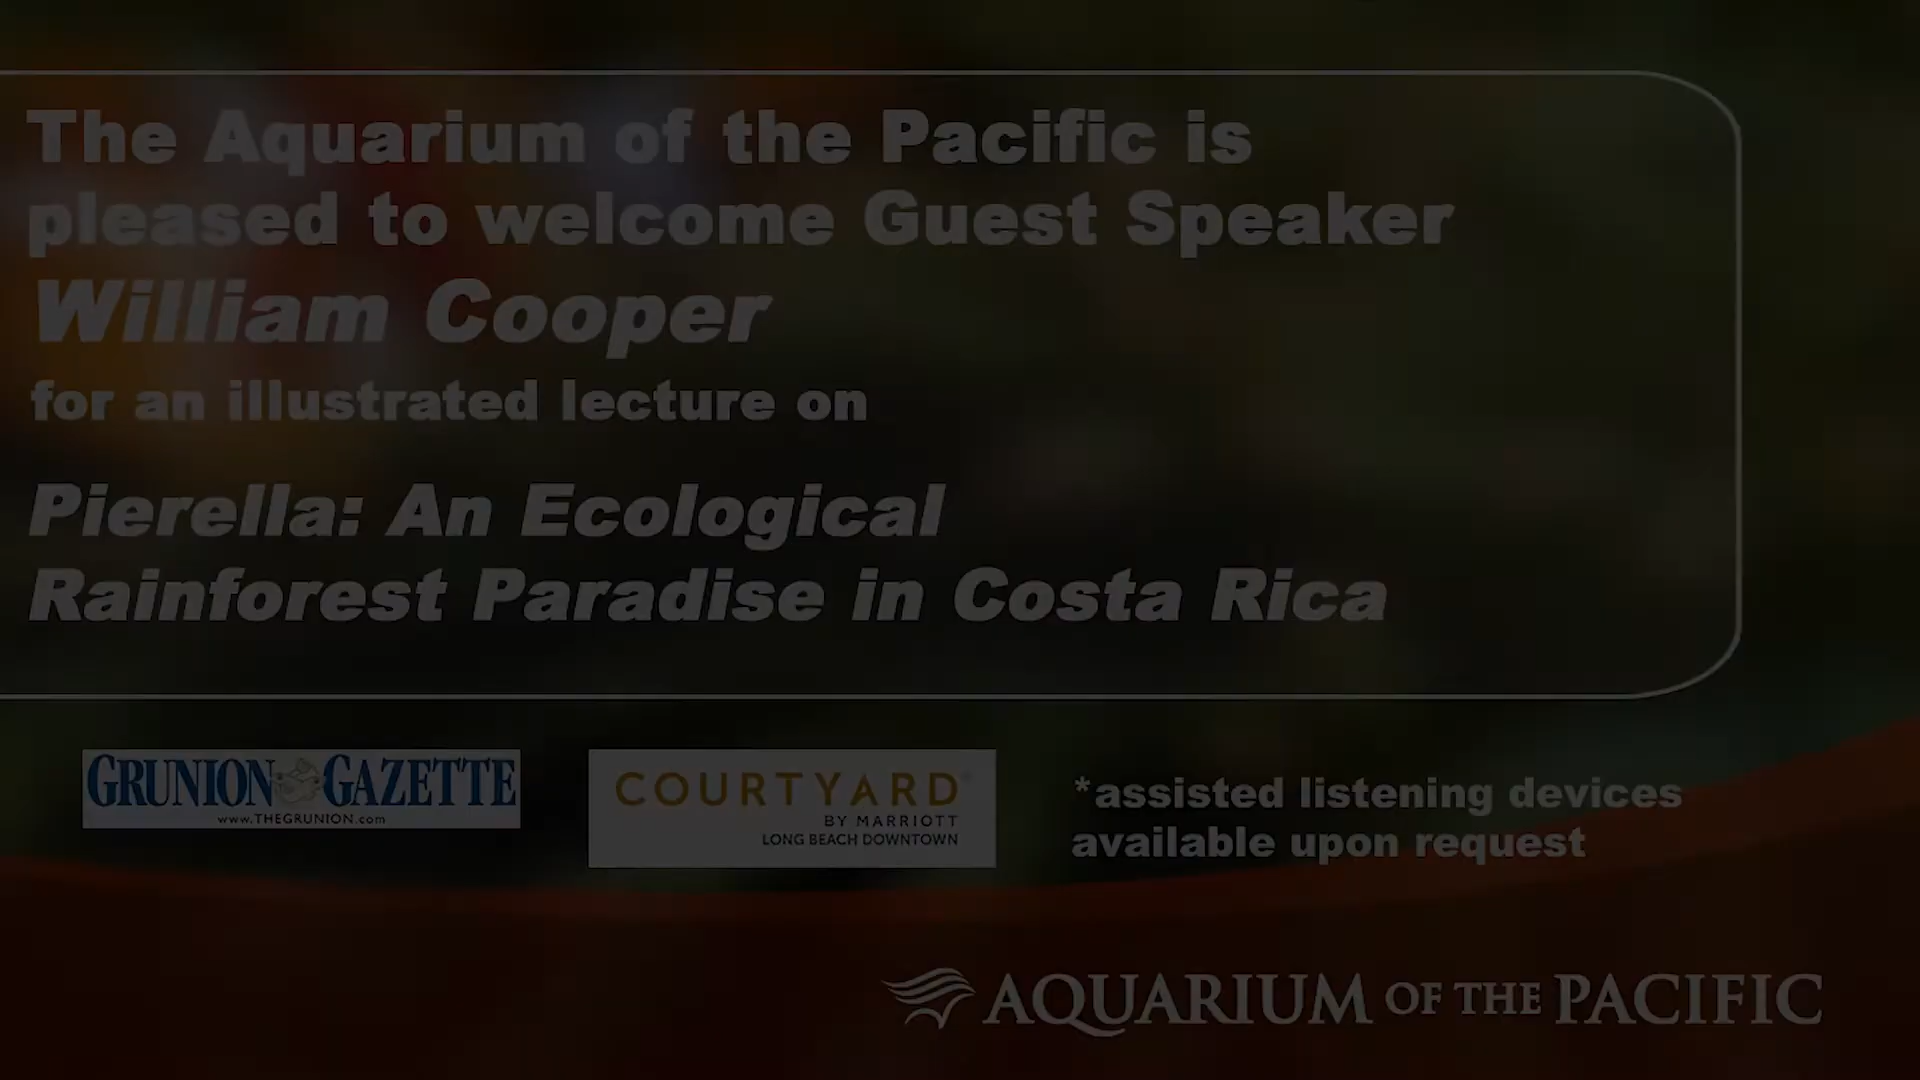 The Aquarium of the Pacific is
pleased to welcome Guest Speaker
William Cooper
for an illustrated lecture on
Pierella: An Ecological
Rainforest Paradise in Costa Rica
GRUNION GAZETTE
www.THEGRUNION.com
COURTYARD®
BY MARRIOTT
LONG BEACH DOWNTOWN
*assisted listening devices
available upon request
AQUARIUM OF THE PACIFIC